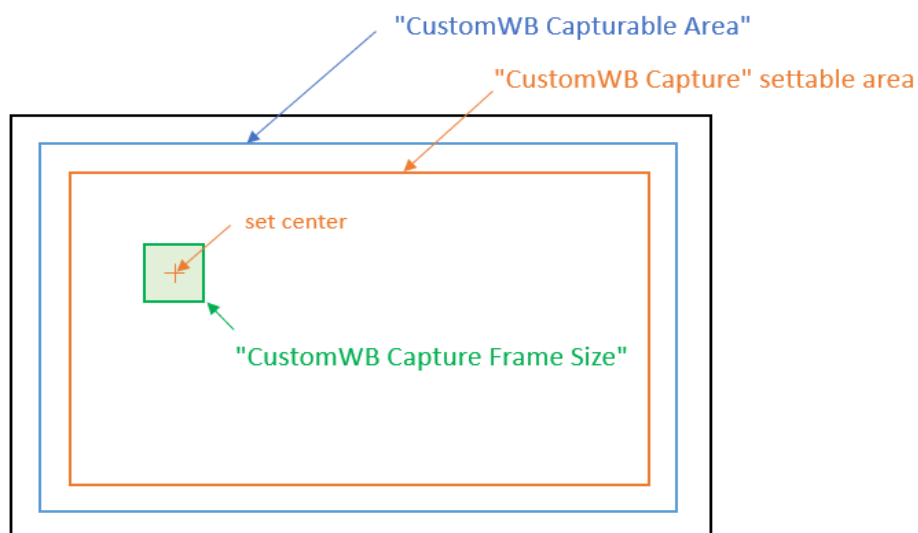 "CustomWB Capturable Area"
"CustomWB Capture" settable area
set center
"CustomWB Capture Frame Size"